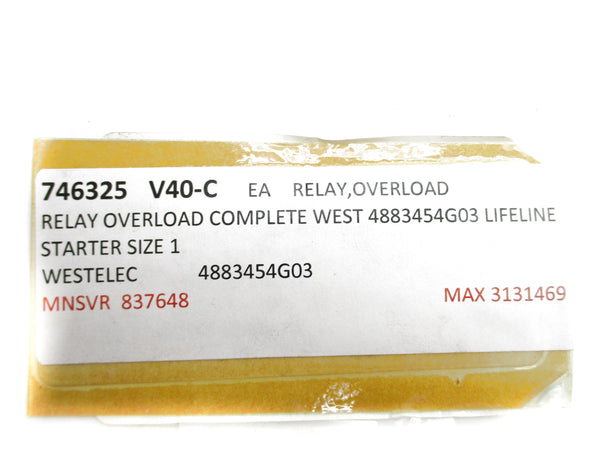 746325 V40-C EA RELAY,OVERLOAD
RELAY OVERLOAD COMPLETE WEST 4883454G03 LIFELINE
STARTER SIZE 1
WESTELEC 4883454G03
MNSVR 837648 MAX 3131469